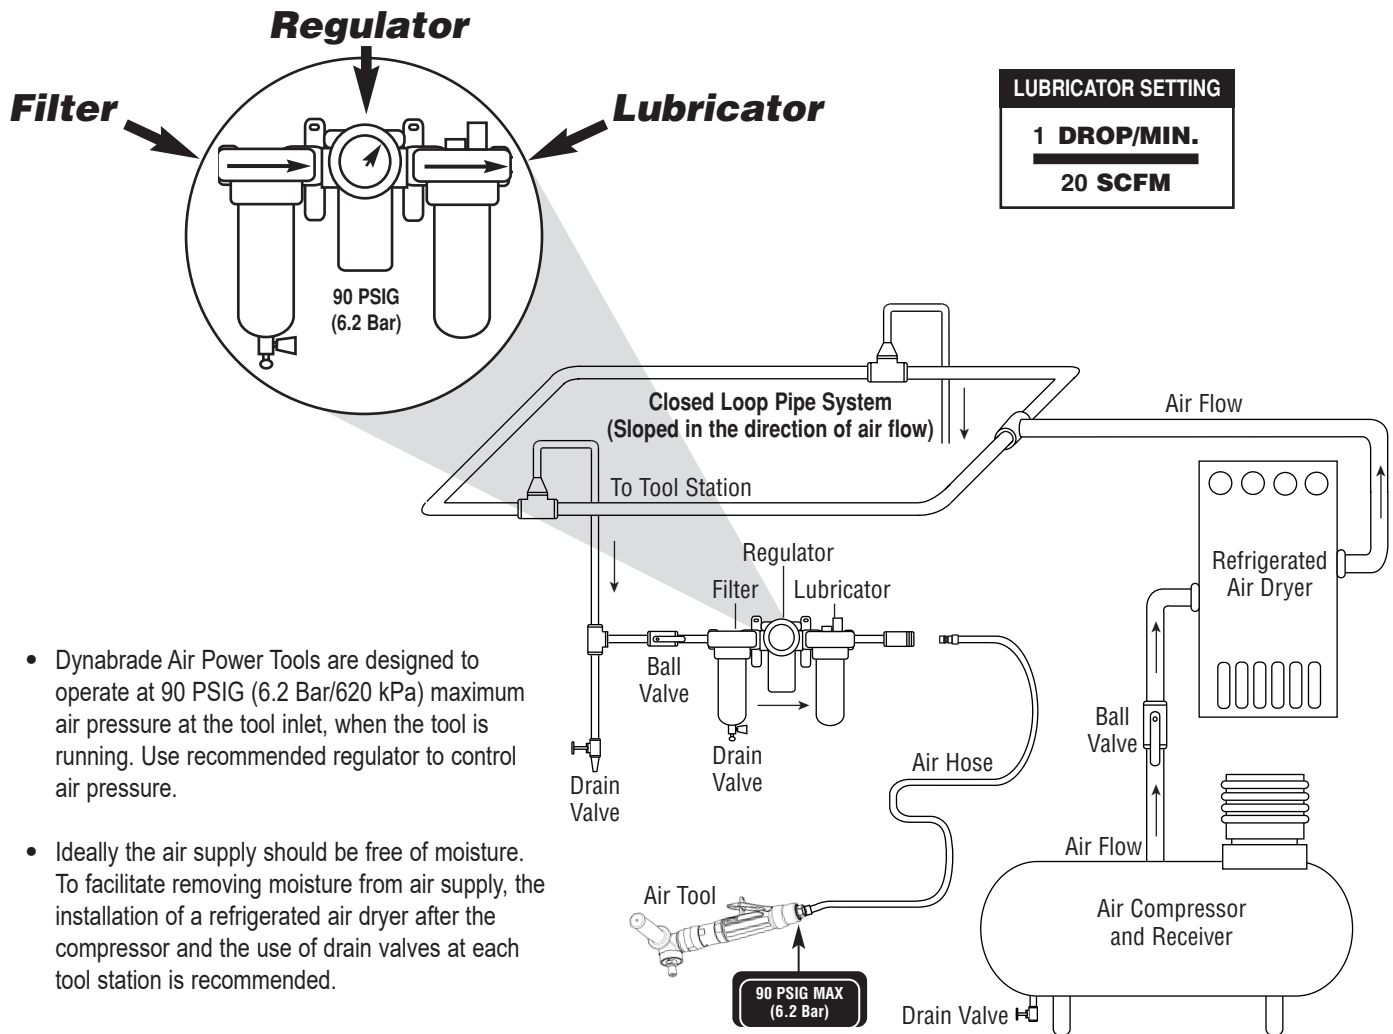 Regulator
Filter
Lubricator
90 PSIG
(6.2 Bar)
LUBRICATOR SETTING
1 DROP/MIN.
20 SCFM
Closed Loop Pipe System
(Sloped in the direction of air flow)
Air Flow
To Tool Station
Regulator
Filter
Lubricator
Ball
Valve
Drain
Valve
Drain
Valve
Refrigerated
Air Dryer
Ball
Valve
Air Hose
Air Flow
Air Compressor
and Receiver
Drain Valve
Air Tool
90 PSIG MAX
(6.2 Bar)
• Dynabrade Air Power Tools are designed to
operate at 90 PSIG (6.2 Bar/620 kPa) maximum
air pressure at the tool inlet, when the tool is
running. Use recommended regulator to control
air pressure.
• Ideally the air supply should be free of moisture.
To facilitate removing moisture from air supply, the
installation of a refrigerated air dryer after the
compressor and the use of drain valves at each
tool station is recommended.